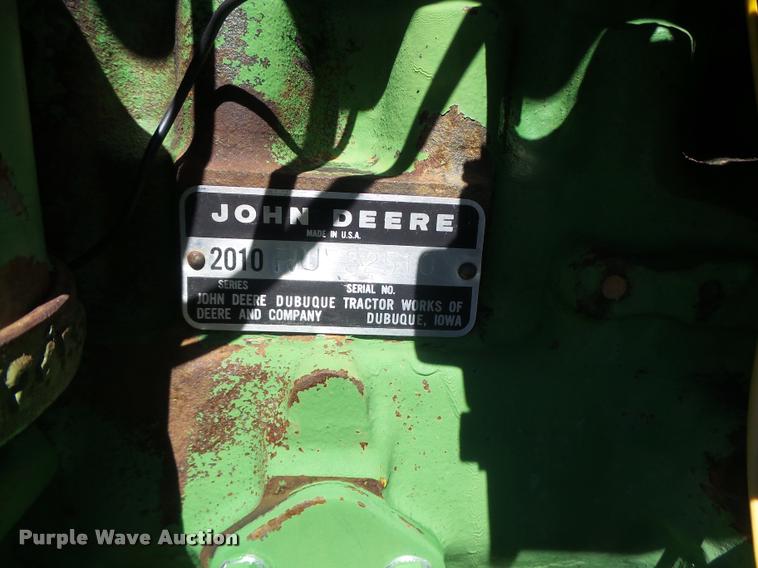 JOHN DEERE
MADE IN U.S.A.
2010
SERIES SERIAL NO.
JOHN DEERE DUBUQUE TRACTOR WORKS OF
DEERE AND COMPANY DUBUQUE, IOWA
Purple Wave Auction